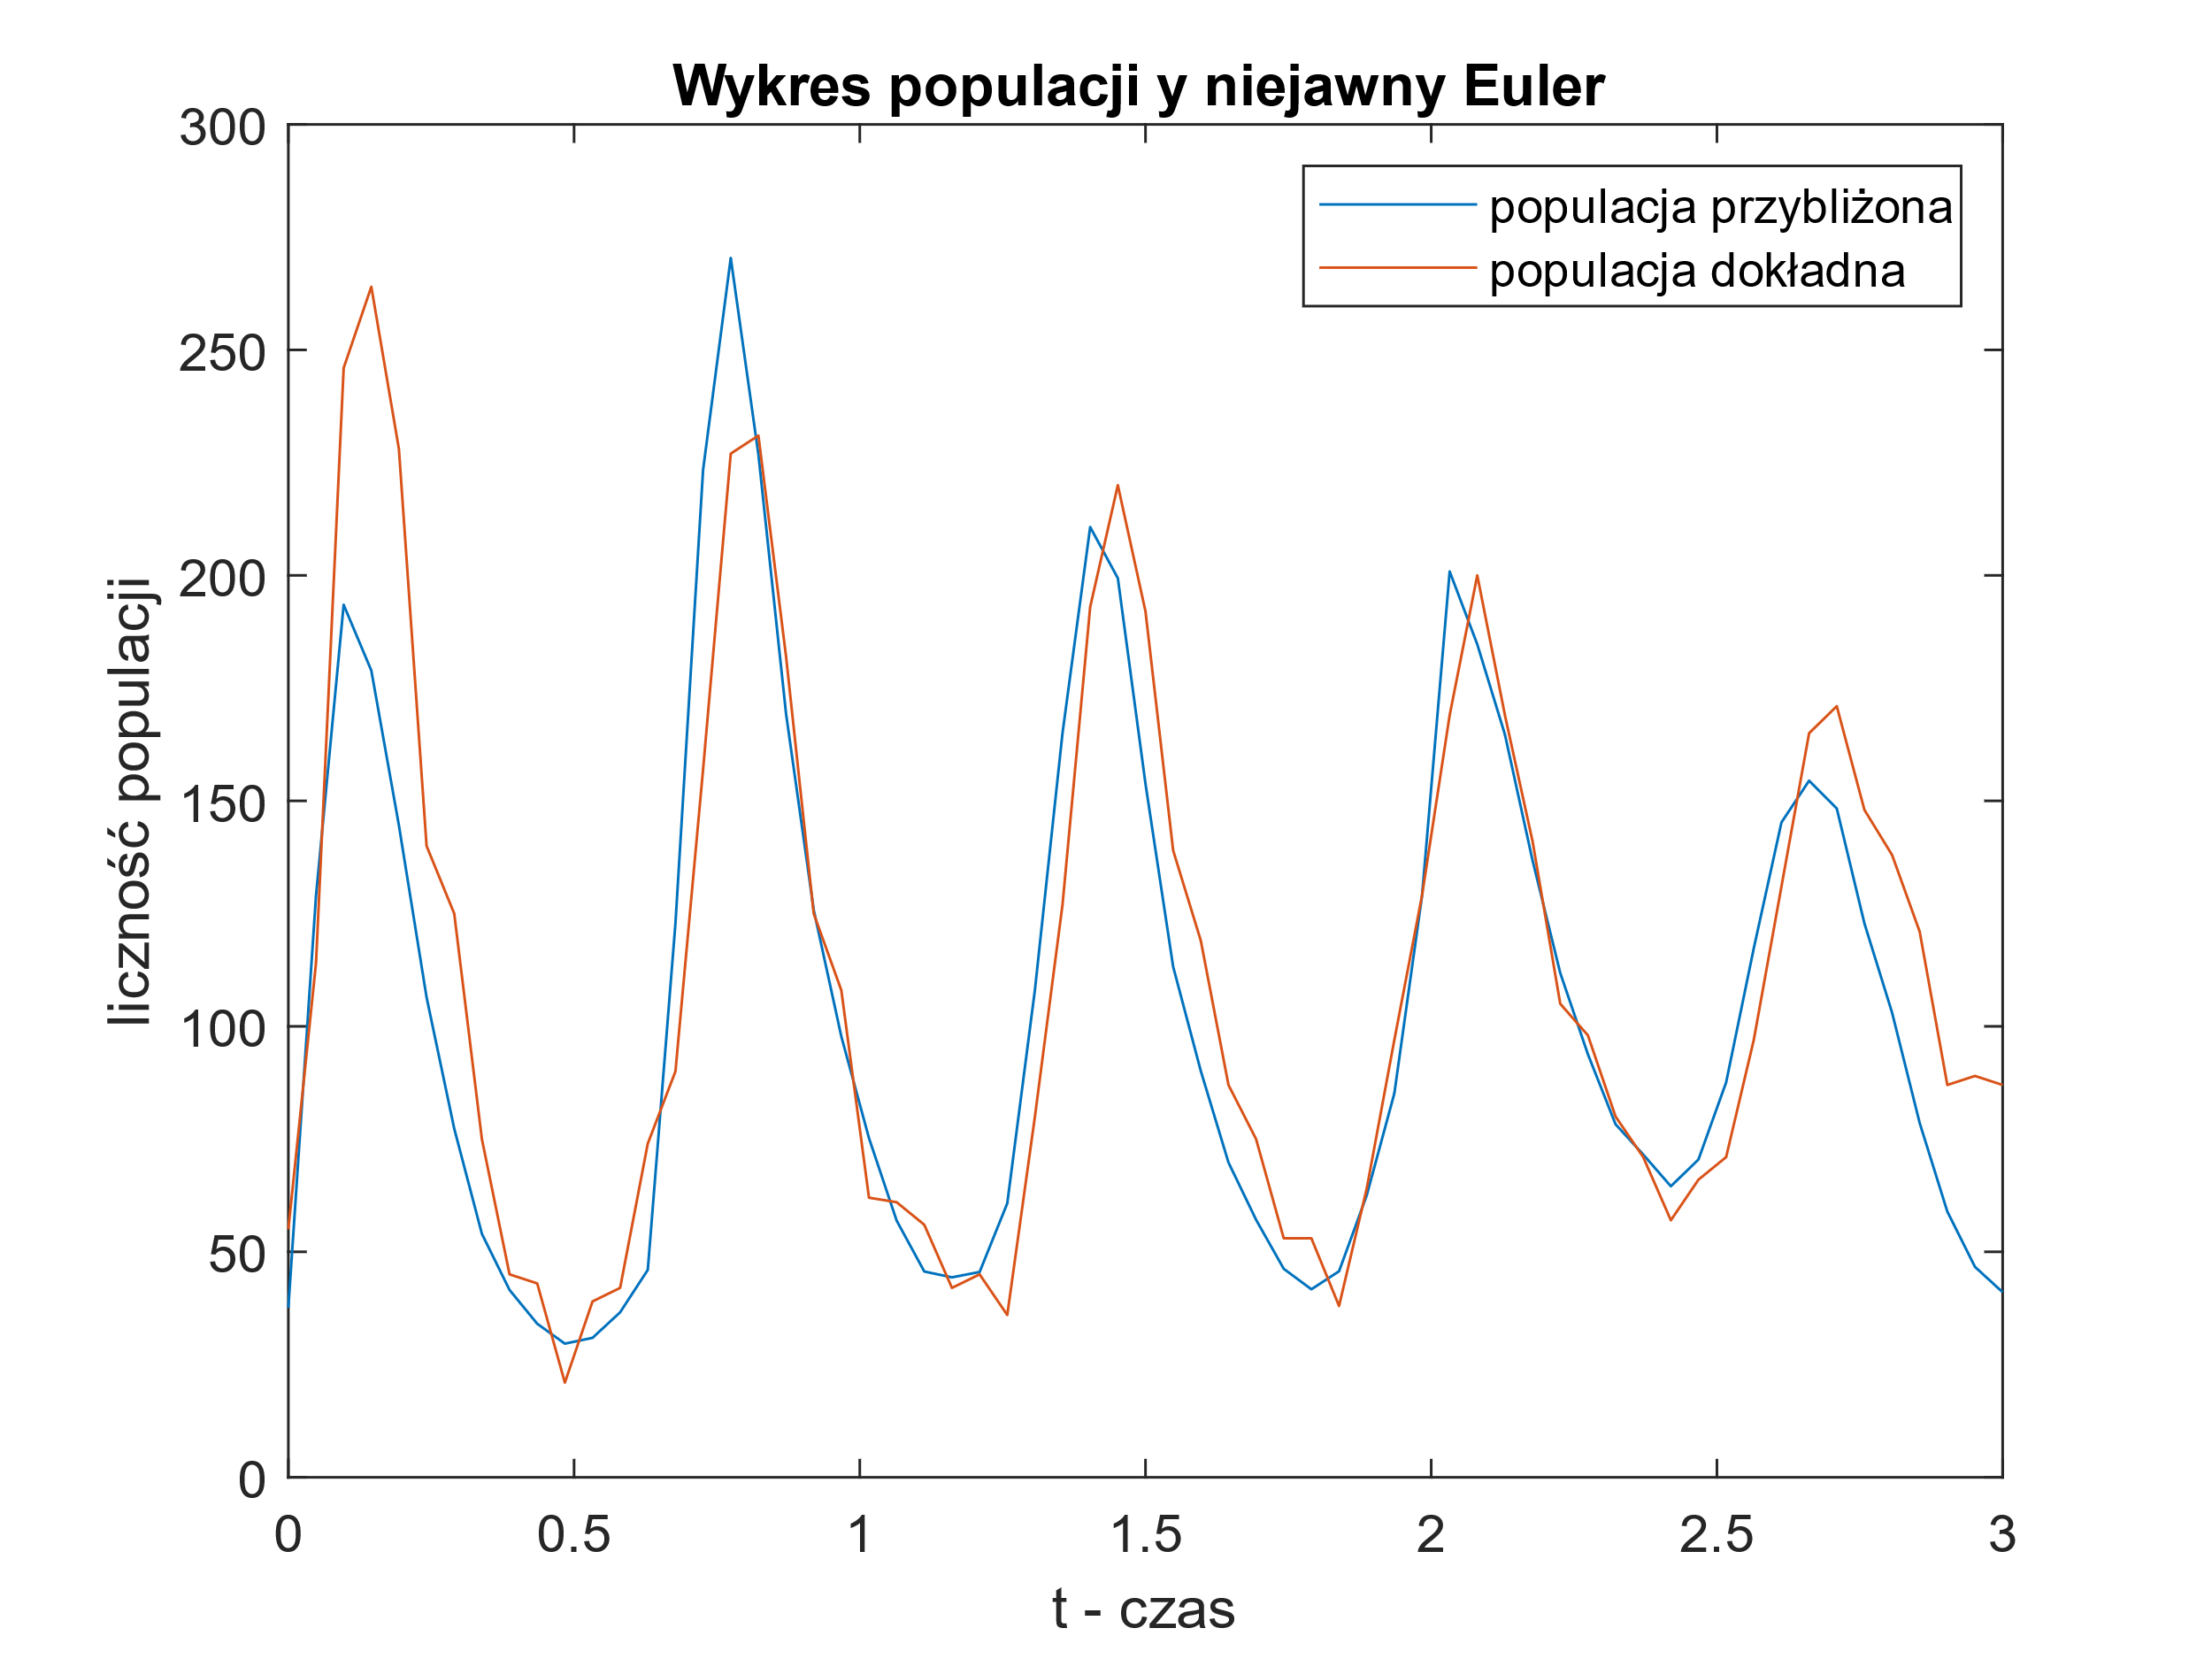 Wykres populacji y niejawny Euler
populacja przybliżona
populacja dokładna
liczność populacji
300
250
200
150
100
50
0
0 0.5 1 1.5 2 2.5 3
t - czas